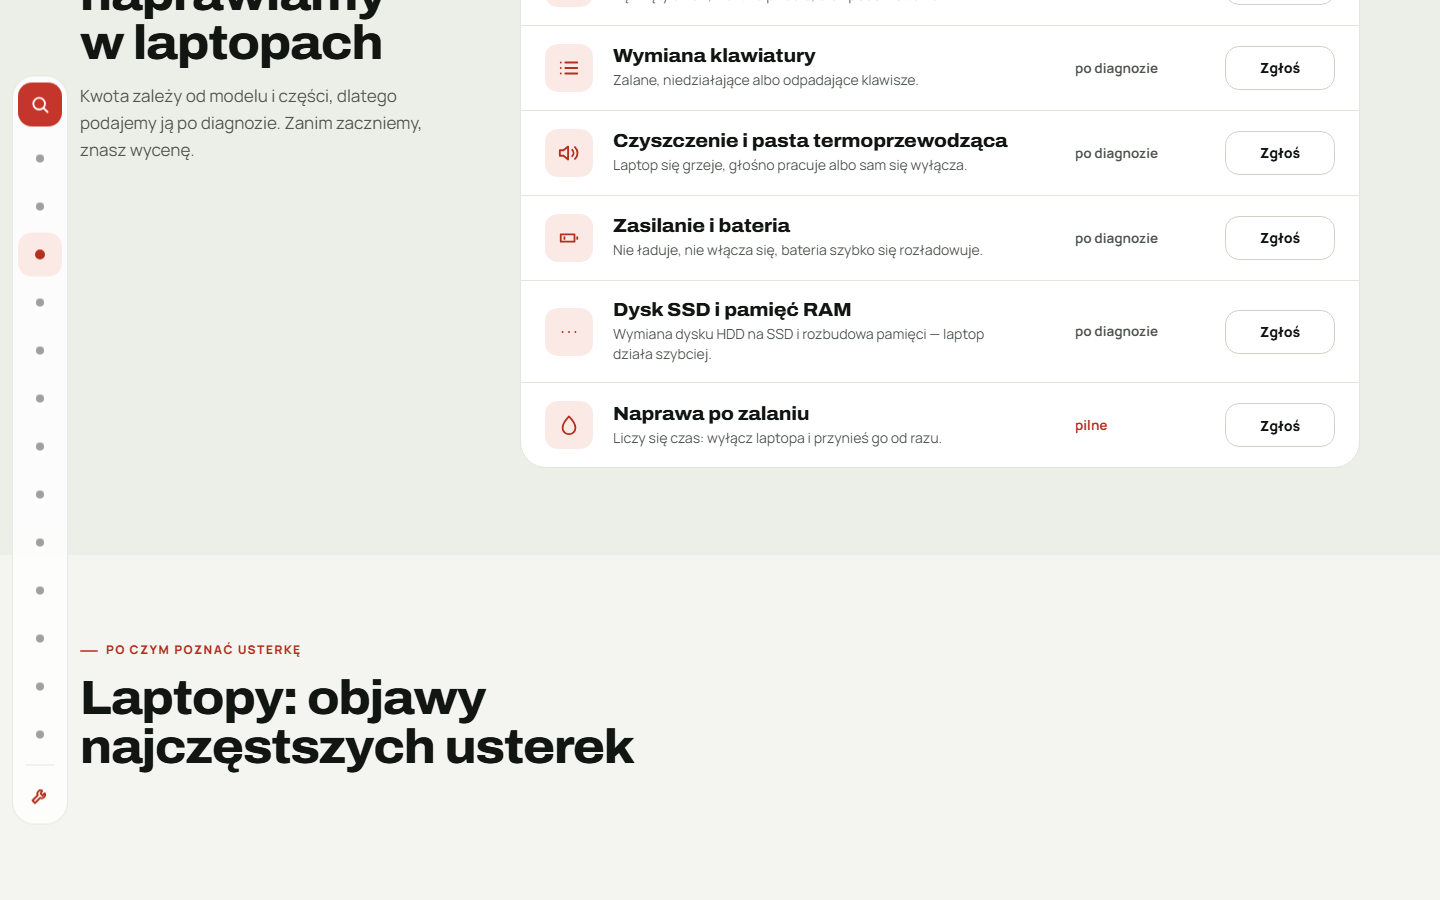 naprawiamy
w laptopach
Kwota zależy od modelu i części, dlatego
podajemy ją po diagnozie. Zanim zaczniemy,
znasz wycenę.
Wymiana klawiatury
Zalane, niedziałające albo odpadające klawisze.
po diagnozie
Zgłoś
Czyszczenie i pasta termoprzewodząca
Laptop się grzeje, głośno pracuje albo sam się wyłącza.
po diagnozie
Zgłoś
Zasilanie i bateria
Nie ładuje, nie włącza się, bateria szybko się rozładowuje.
po diagnozie
Zgłoś
Dysk SSD i pamięć RAM
Wymiana dysku HDD na SSD i rozbudowa pamięci — laptop
działa szybciej.
po diagnozie
Zgłoś
Naprawa po zalaniu
Liczy się czas: wyłącz laptopa i przynieś go od razu.
pilne
Zgłoś
PO CZYM POZNAĆ USTERKĘ
Laptopy: objawy
najczęstszych usterek